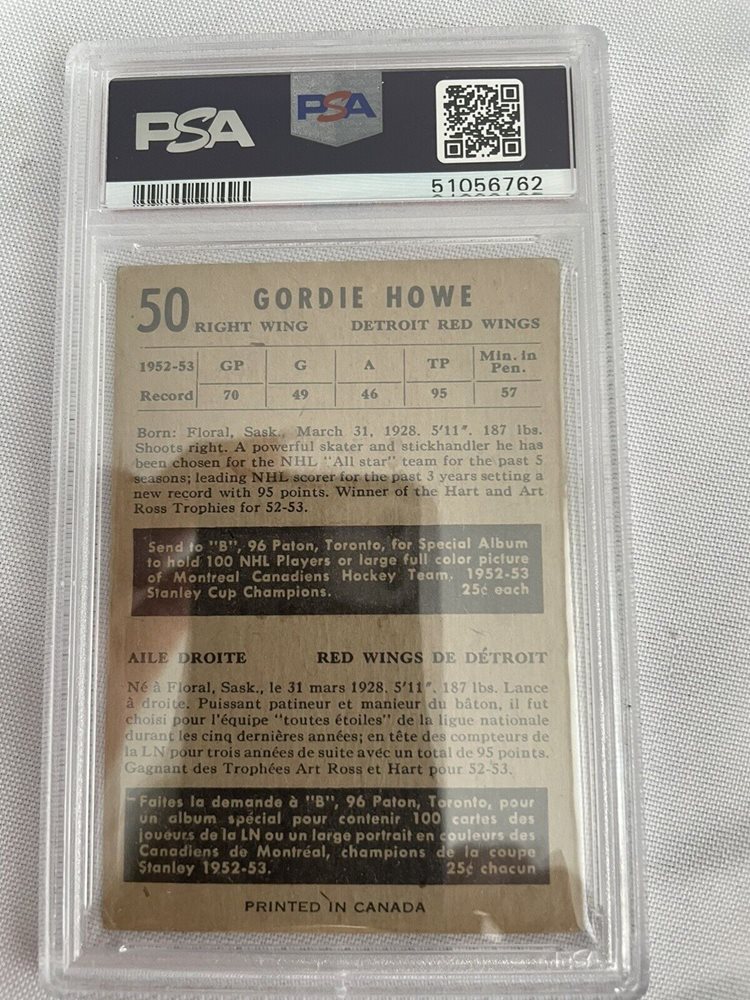 PSA
PSA
51056762
50 GORDIE HOWE
RIGHT WING DETROIT RED WINGS
1952-53 GP G A TP Min. in Pen.
Record 70 49 46 95 57
Born: Floral, Sask., March 31, 1928. 5'11". 187 lbs.
Shoots right. A powerful skater and stickhandler he has
been chosen for the NHL "All star" team for the past 5
seasons; leading NHL scorer for the past 3 years setting a
new record with 95 points. Winner of the Hart and Art
Ross Trophies for 52-53.
Send to "B", 96 Paton, Toronto, for Special Album
to hold 100 NHL Players or large full color picture
of Montreal Canadiens Hockey Team, 1952-53
Stanley Cup Champions. 25¢ each
AILE DROITE RED WINGS DE DÉTROIT
Né à Floral, Sask., le 31 mars 1928. 5'11". 187 lbs. Lance
à droite. Puissant patineur et manieur du bâton, il fut
choisi pour l'équipe "toutes étoiles" de la ligue nationale
durant les cinq dernières années; en tête des compteurs de
la LN pour trois années de suite avec un total de 95 points.
Gagnant des Trophées Art Ross et Hart pour 52-53.
Faites la demande à "B", 96 Paton, Toronto, pour
un album spécial pour contenir 100 cartes des
joueurs de la LN ou un large portrait en couleurs des
Canadiens de Montréal, champions de la coupe
Stanley 1952-53. 25¢ chacun
PRINTED IN CANADA